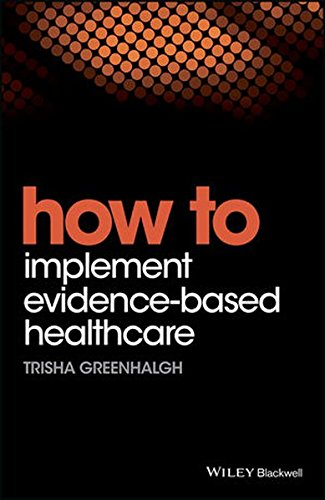 how to
implement
evidence-based
healthcare
TRISHA GREENHALGH
WILEY Blackwell